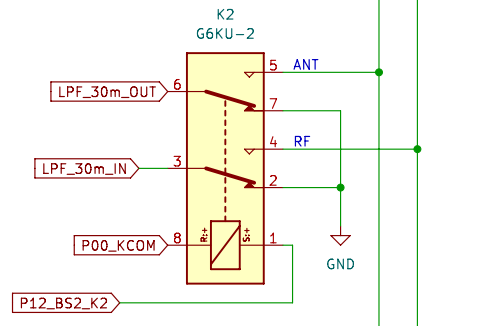 K2
G6KU-2
5 ANT
LPF_30m_OUT 6
7
4 RF
LPF_30m_IN 3
2
R:+ S:+
P00_KCOM 8 1
GND
P12_BS2_K2